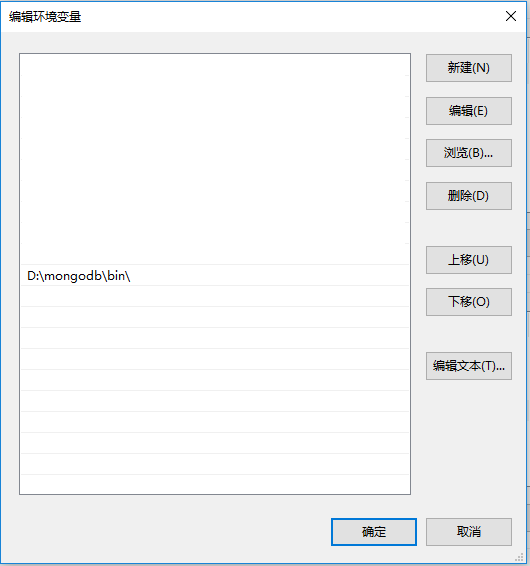 编辑环境变量
新建(N)
编辑(E)
浏览(B)...
删除(D)
上移(U)
D:\mongodb\bin\
下移(O)
编辑文本(T)...
确定
取消